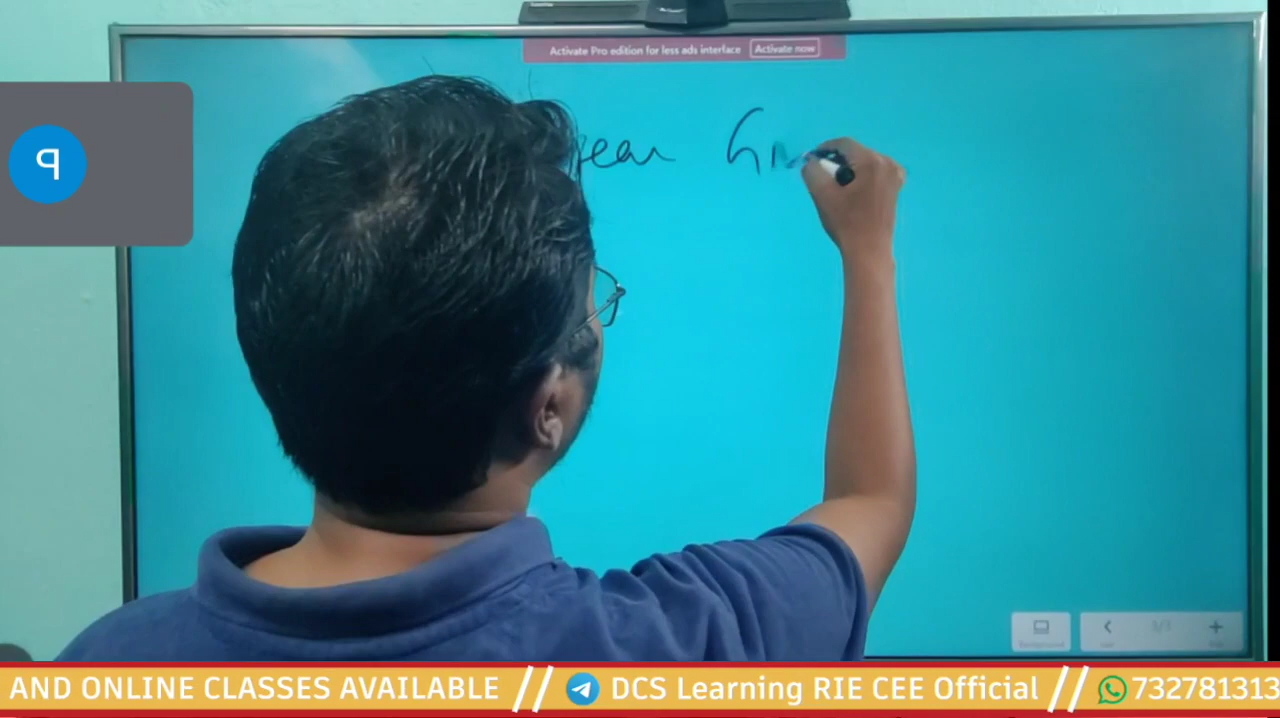 Activate Pro edition for less ads interface Activate now
ear
AND ONLINE CLASSES AVAILABLE // DCS Learning RIE CEE Official // 732781313